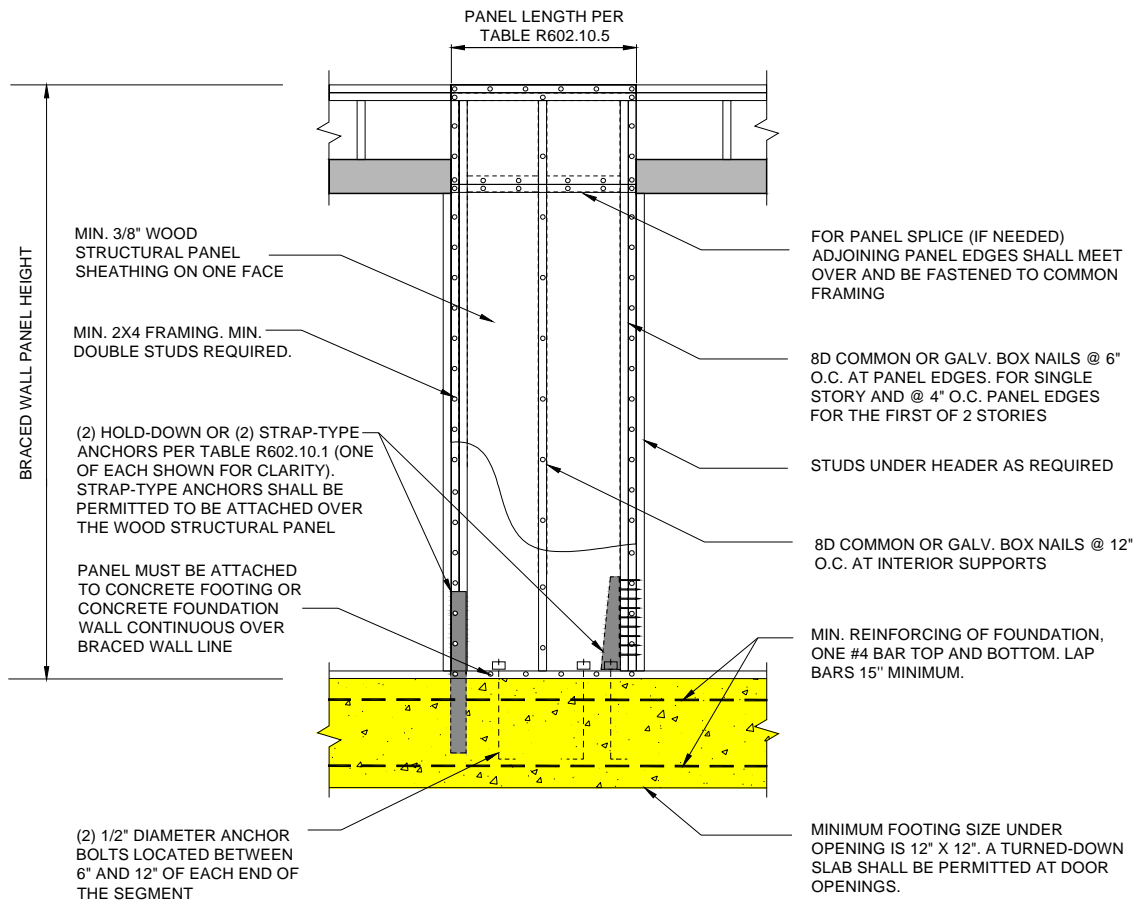 PANEL LENGTH PER
TABLE R602.10.5
BRACED WALL PANEL HEIGHT
MIN. 3/8" WOOD
STRUCTURAL PANEL
SHEATHING ON ONE FACE
MIN. 2X4 FRAMING. MIN.
DOUBLE STUDS REQUIRED.
(2) HOLD-DOWN OR (2) STRAP-TYPE
ANCHORS PER TABLE R602.10.1 (ONE
OF EACH SHOWN FOR CLARITY).
STRAP-TYPE ANCHORS SHALL BE
PERMITTED TO BE ATTACHED OVER
THE WOOD STRUCTURAL PANEL
PANEL MUST BE ATTACHED
TO CONCRETE FOOTING OR
CONCRETE FOUNDATION
WALL CONTINUOUS OVER
BRACED WALL LINE
(2) 1/2" DIAMETER ANCHOR
BOLTS LOCATED BETWEEN
6" AND 12" OF EACH END OF
THE SEGMENT
FOR PANEL SPLICE (IF NEEDED)
ADJOINING PANEL EDGES SHALL MEET
OVER AND BE FASTENED TO COMMON
FRAMING
8D COMMON OR GALV. BOX NAILS @ 6"
O.C. AT PANEL EDGES. FOR SINGLE
STORY AND @ 4" O.C. PANEL EDGES
FOR THE FIRST OF 2 STORIES
STUDS UNDER HEADER AS REQUIRED
8D COMMON OR GALV. BOX NAILS @ 12"
O.C. AT INTERIOR SUPPORTS
MIN. REINFORCING OF FOUNDATION,
ONE #4 BAR TOP AND BOTTOM. LAP
BARS 15" MINIMUM.
MINIMUM FOOTING SIZE UNDER
OPENING IS 12" X 12". A TURNED-DOWN
SLAB SHALL BE PERMITTED AT DOOR
OPENINGS.